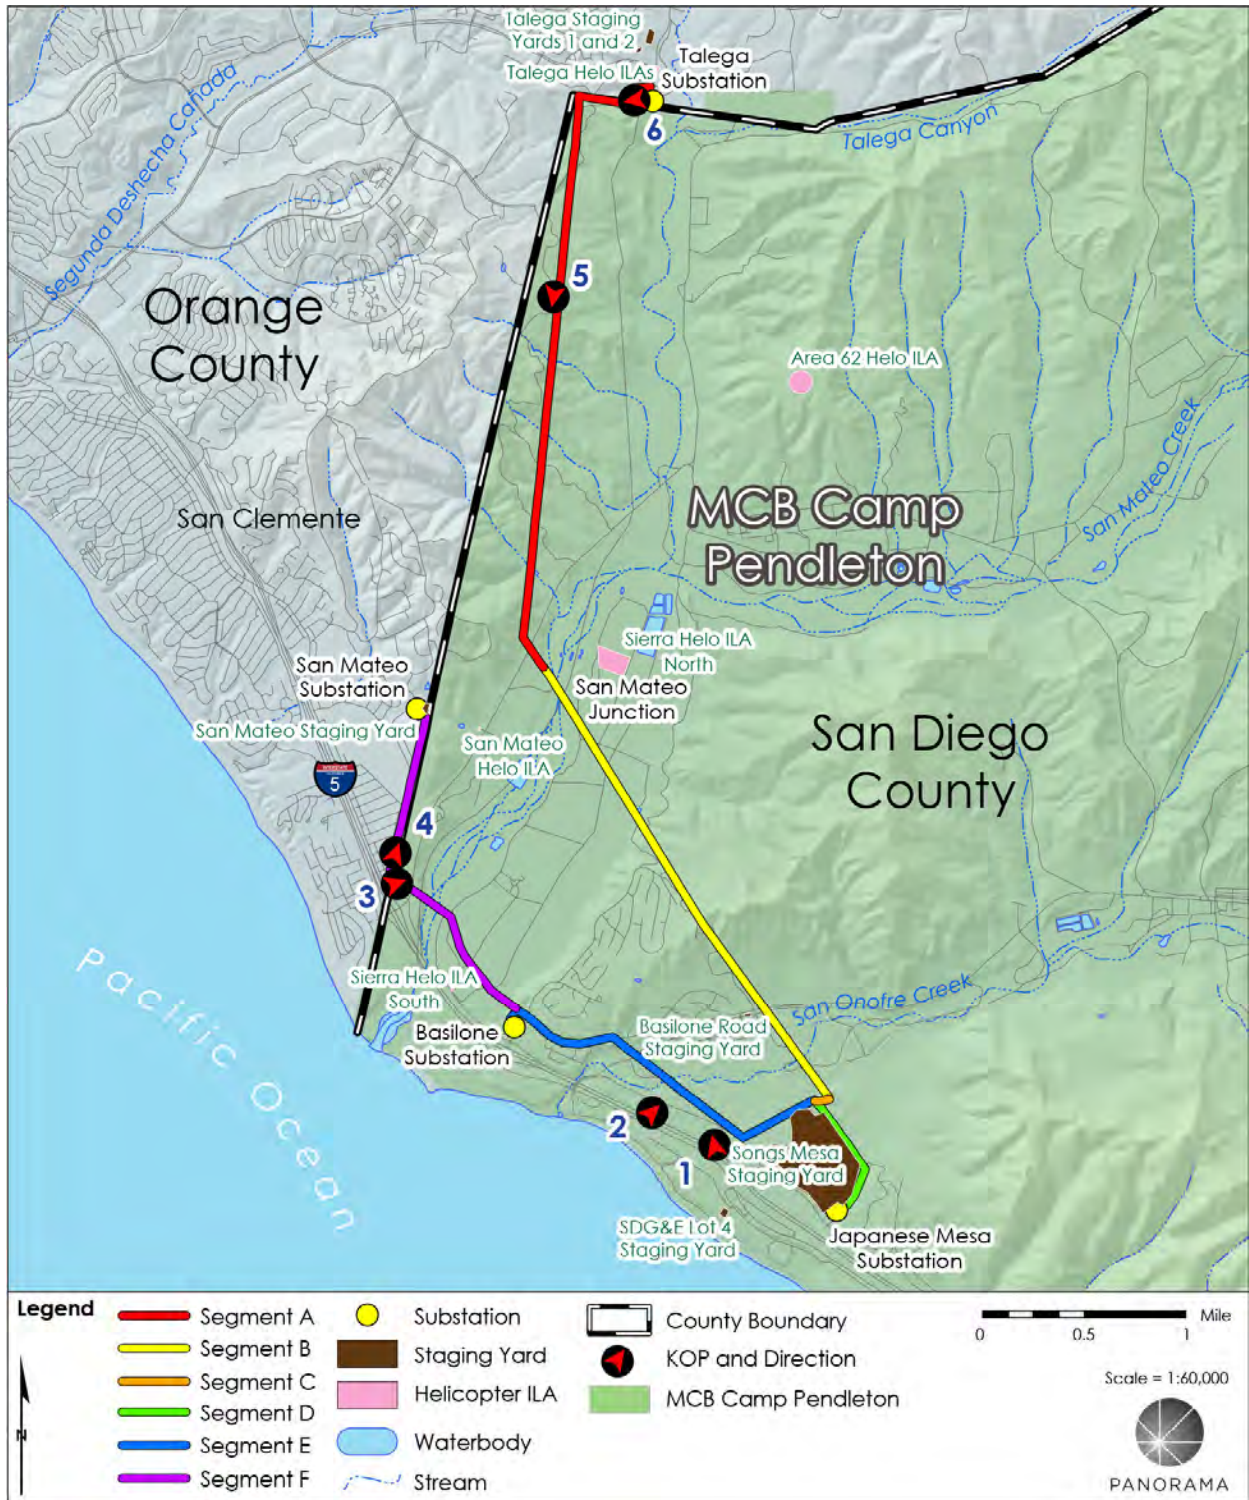 Talega Staging
Yards 1 and 2
Talega Helo ILAs
Talega
Substation
6
Talega Canyon
Segunda Deshecha Cañada
5
Orange
County
Area 62 Helo ILA
San Mateo Creek
San Clemente
MCB Camp
Pendleton
Sierra Helo ILA
North
San Mateo
Junction
San Mateo
Substation
San Mateo Staging Yard
San Mateo
Helo ILA
San Diego
County
5
4
3
Pacific Ocean
Sierra Helo ILA
South
Basilone
Substation
San Onofre Creek
Basilone Road
Staging Yard
2
1
Songs Mesa
Staging Yard
SDG&E Lot 4
Staging Yard
Japanese Mesa
Substation
Legend
Segment A
Segment B
Segment C
Segment D
Segment E
Segment F
Substation
Staging Yard
Helicopter ILA
Waterbody
Stream
County Boundary
KOP and Direction
MCB Camp Pendleton
Mile
0 0.5 1
Scale = 1:60,000
N
PANORAMA